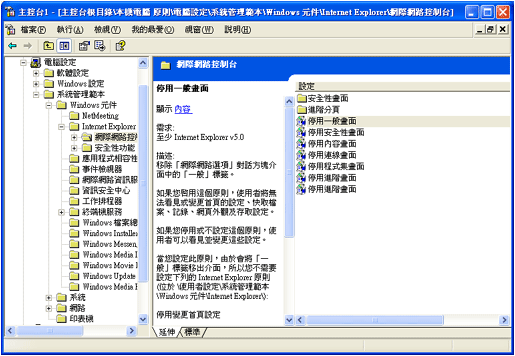 主控台1 - [主控台根目錄\本機電腦 原則\電腦設定\系統管理範本\Windows 元件\Internet Explorer\網際網路控制台]
檔案(F) 執行(A) 檢視(V) 我的最愛(O) 視窗(W) 說明(H)
電腦設定
軟體設定
Windows 設定
系統管理範本
Windows 元件
NetMeeting
Internet Explorer
網際網路控
安全性功能
應用程式相容性
事件檢視器
網際網路資訊服
資訊安全中心
工作排程器
終端機服務
Windows 檔案總
Windows Installe
Windows Messen
Windows Media I
Windows Movie I
Windows Update
Windows Media I
系統
網路
印表機
網際網路控制台
停用一般畫面
顯示 內容
需求:
至少 Internet Explorer v5.0
描述:
移除「網際網路選項」對話方塊介
面中的「一般」標籤。
如果您啟用這個原則，使用者將無
法看見或變更首頁的設定、快取檔
案、記錄、網頁外觀及存取設定。
如果您停用或不設定這個原則，使
用者可以看見並變更這些設定。
當您設定此原則，由於會將「一
般」標籤移出介面，所以您不需要
設定下列的 Internet Explorer 原則
(位於 \使用者設定\系統管理範本
\Windows 元件\Internet Explorer\):
停用變更首頁設定
設定
安全性畫面
進階分頁
停用一般畫面
停用安全性畫面
停用內容畫面
停用連線畫面
停用程式集畫面
停用進階畫面
停用進階畫面
延伸 標準